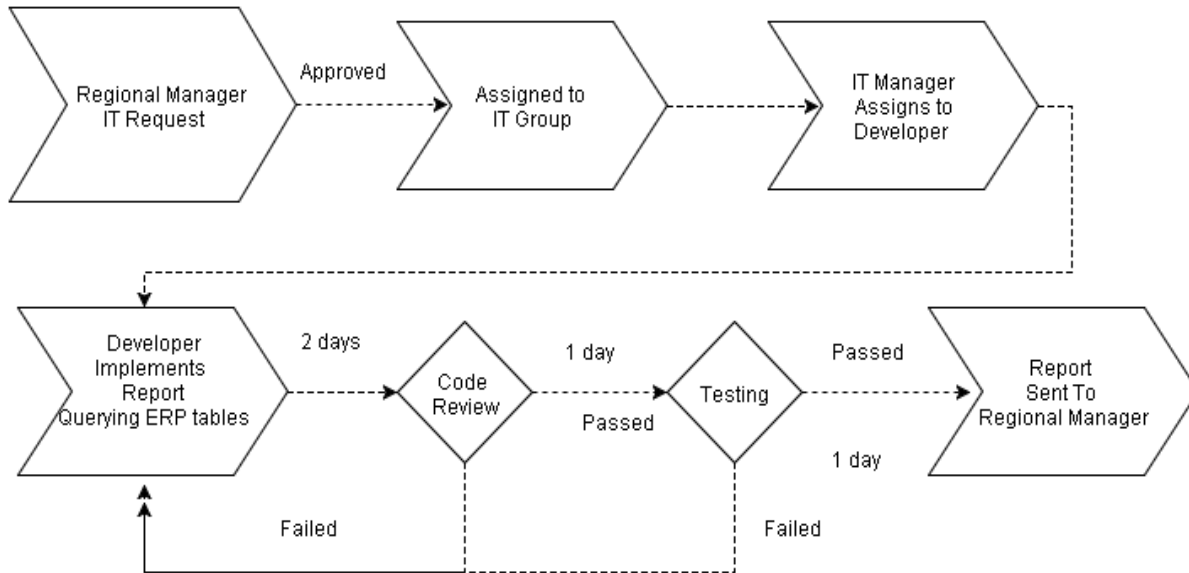 Regional Manager
IT Request
Approved
Assigned to
IT Group
IT Manager
Assigns to
Developer
Developer
Implements
Report
Querying ERP tables
2 days
Code
Review
1 day
Passed
Testing
Passed
1 day
Report
Sent To
Regional Manager
Failed
Failed